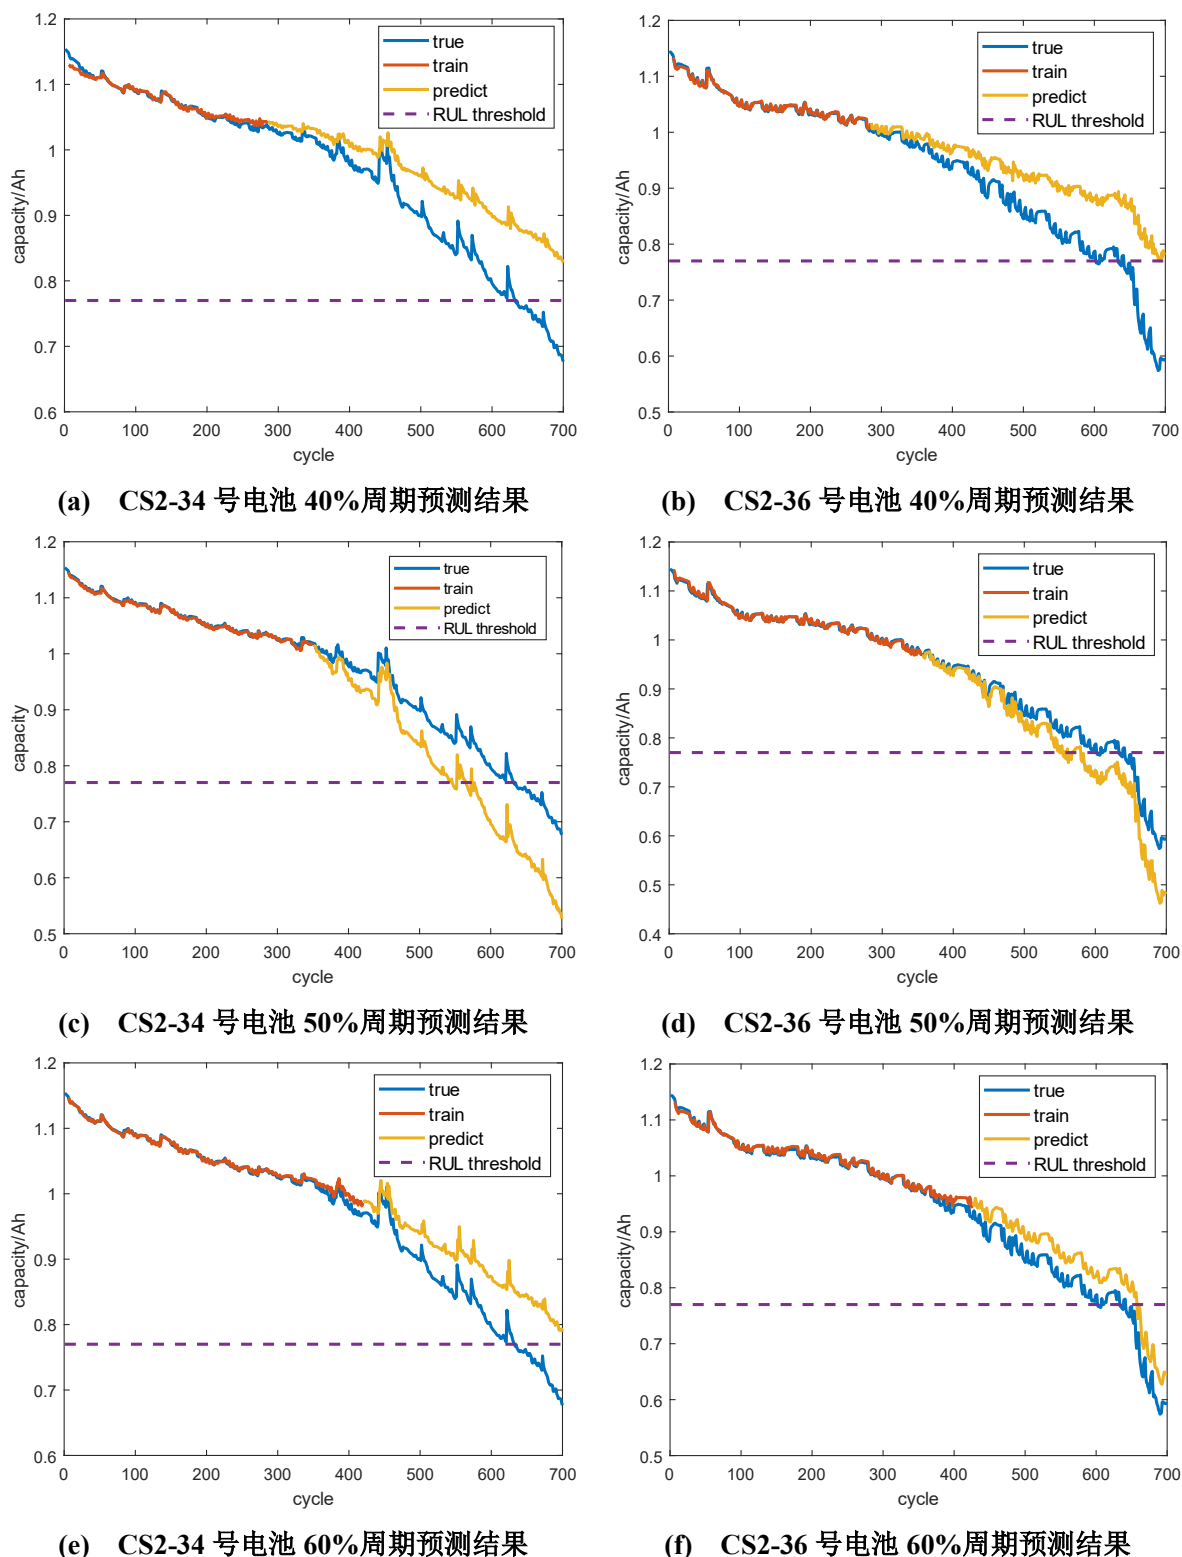 1.2
1.1
1
0.9
0.8
0.7
0.6
0 100 200 300 400 500 600 700
capacity/Ah
cycle
true
train
predict
RUL threshold
(a) CS2-34 号电池 40%周期预测结果
1.2
1.1
1
0.9
0.8
0.7
0.6
0.5
0 100 200 300 400 500 600 700
capacity/Ah
cycle
true
train
predict
RUL threshold
(b) CS2-36 号电池 40%周期预测结果
1.2
1.1
1
0.9
0.8
0.7
0.6
0.5
0 100 200 300 400 500 600 700
capacity
cycle
true
train
predict
RUL threshold
(c) CS2-34 号电池 50%周期预测结果
1.2
1.1
1
0.9
0.8
0.7
0.6
0.5
0.4
0 100 200 300 400 500 600 700
capacity/Ah
cycle
true
train
predict
RUL threshold
(d) CS2-36 号电池 50%周期预测结果
1.2
1.1
1
0.9
0.8
0.7
0.6
0 100 200 300 400 500 600 700
capacity/Ah
cycle
true
train
predict
RUL threshold
(e) CS2-34 号电池 60%周期预测结果
1.2
1.1
1
0.9
0.8
0.7
0.6
0.5
0 100 200 300 400 500 600 700
capacity/Ah
cycle
true
train
predict
RUL threshold
(f) CS2-36 号电池 60%周期预测结果